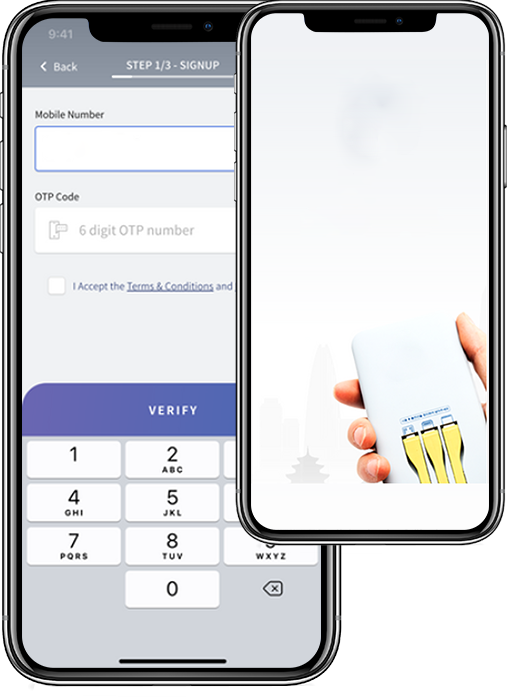 9:41
Back
STEP 1/3 - SIGNUP
Mobile Number
OTP Code
6 digit OTP number
I Accept the Terms & Conditions and
VERIFY
1
2
ABC
4
GHI
5
JKL
7
PQRS
8
TUV
WXYZ
0